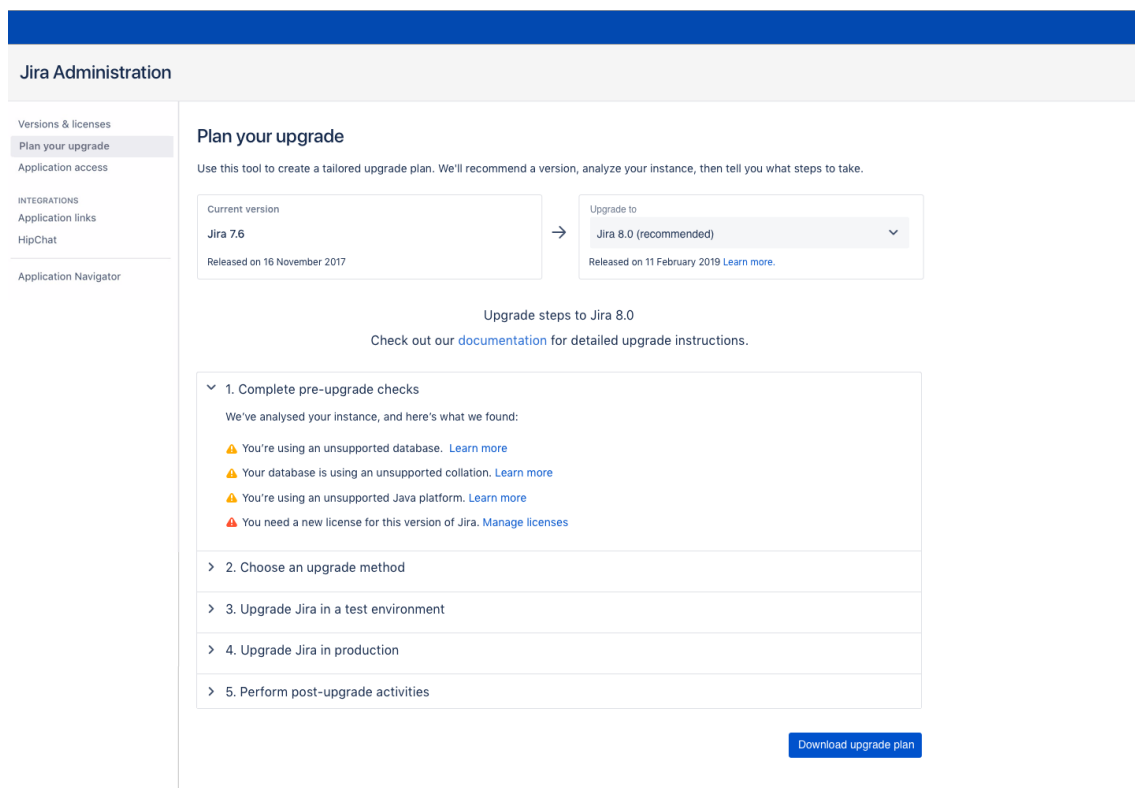 Jira Administration
Versions & licenses
Plan your upgrade
Application access
INTEGRATIONS
Application links
HipChat
Application Navigator
Plan your upgrade
Use this tool to create a tailored upgrade plan. We'll recommend a version, analyze your instance, then tell you what steps to take.
Current version
Jira 7.6
Released on 16 November 2017
Upgrade to
Jira 8.0 (recommended)
Released on 11 February 2019 Learn more.
Upgrade steps to Jira 8.0
Check out our documentation for detailed upgrade instructions.
1. Complete pre-upgrade checks
We've analysed your instance, and here's what we found:
You're using an unsupported database. Learn more
Your database is using an unsupported collation. Learn more
You're using an unsupported Java platform. Learn more
You need a new license for this version of Jira. Manage licenses
2. Choose an upgrade method
3. Upgrade Jira in a test environment
4. Upgrade Jira in production
5. Perform post-upgrade activities
Download upgrade plan